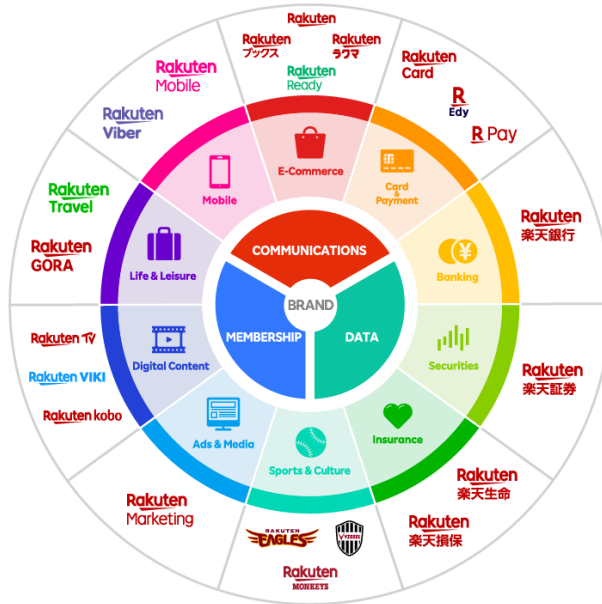 Rakuten
Rakuten
ブックス
Rakuten
ラクマ
Rakuten
Ready
Rakuten
Card
R
Edy
R Pay
Rakuten
楽天銀行
Rakuten
楽天証券
Rakuten
楽天生命
Rakuten
楽天損保
RAKUTEN
EAGLES
VISSEL
Rakuten
MONKEYS
Rakuten
Marketing
Rakuten TV
Rakuten VIKI
Rakuten kobo
Rakuten
Travel
Rakuten
GORA
Rakuten
Mobile
Rakuten
Viber
E-Commerce
Card
&
Payment
Banking
Securities
Insurance
Sports & Culture
Ads & Media
Digital Content
Life & Leisure
Mobile
COMMUNICATIONS
BRAND
MEMBERSHIP
DATA